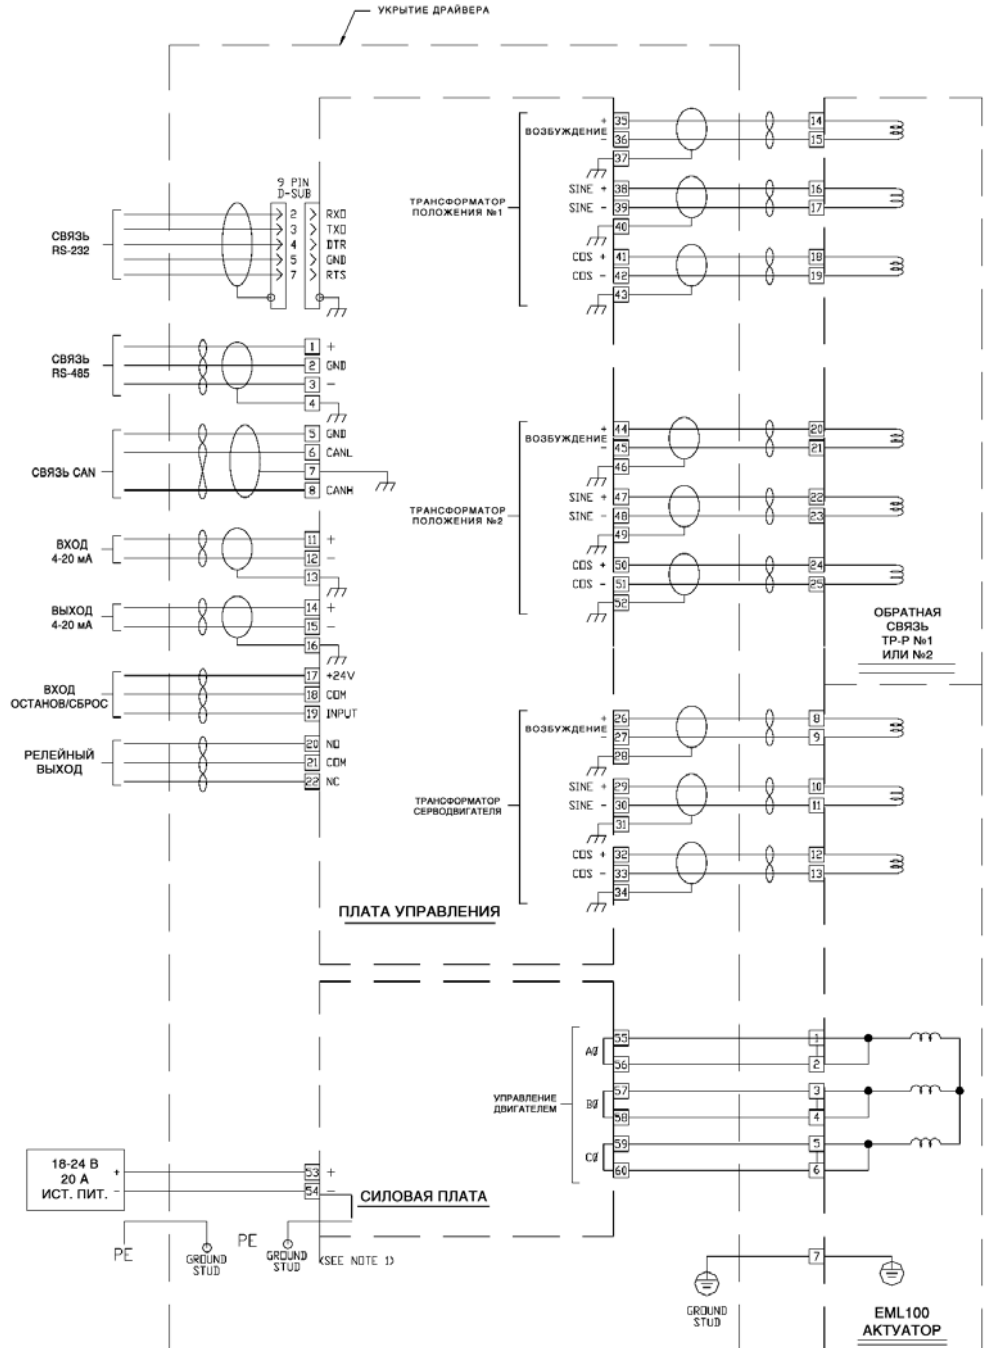 УКРЫТИЕ ДРАЙВЕРА
9 PIN
D-SUB
СВЯЗЬ
RS-232
2 RXD
3 TXD
4 DTR
5 GND
7 RTS
СВЯЗЬ
RS-485
1 +
2 GND
3 -
4
СВЯЗЬ CAN
5 GND
6 CANL
7
8 CANH
ВХОД
4-20 мА
11 +
12 -
13
ВЫХОД
4-20 мА
14 +
15 -
16
ВХОД
ОСТАНОВ/СБРОС
17 +24V
18 COM
19 INPUT
РЕЛЕЙНЫЙ
ВЫХОД
20 NO
21 COM
22 NC
ТРАНСФОРМАТОР
ПОЛОЖЕНИЯ №1
ВОЗБУЖДЕНИЕ
+ 35 14
- 36 15
37
SINE + 38 16
SINE - 39 17
40
COS + 41 18
COS - 42 19
43
ТРАНСФОРМАТОР
ПОЛОЖЕНИЯ №2
ВОЗБУЖДЕНИЕ
+ 44 20
- 45 21
46
SINE + 47 22
SINE - 48 23
49
COS + 50 24
COS - 51 25
52
ОБРАТНАЯ
СВЯЗЬ
ТР-Р №1
ИЛИ №2
ТРАНСФОРМАТОР
СЕРВОДВИГАТЕЛЯ
ВОЗБУЖДЕНИЕ
+ 26 8
- 27 9
28
SINE + 29 10
SINE - 30 11
31
COS + 32 12
COS - 33 13
34
ПЛАТА УПРАВЛЕНИЯ
УПРАВЛЕНИЕ
ДВИГАТЕЛЕМ
AØ
55 1
56 2
BØ
57 3
58 4
CØ
59 5
60 6
18-24 В
20 А
ИСТ. ПИТ.
+ 53 +
- 54 -
СИЛОВАЯ ПЛАТА
PE
GROUND
STUD
PE
GROUND
STUD
(SEE NOTE 1)
7
GROUND
STUD
EML100
АКТУАТОР